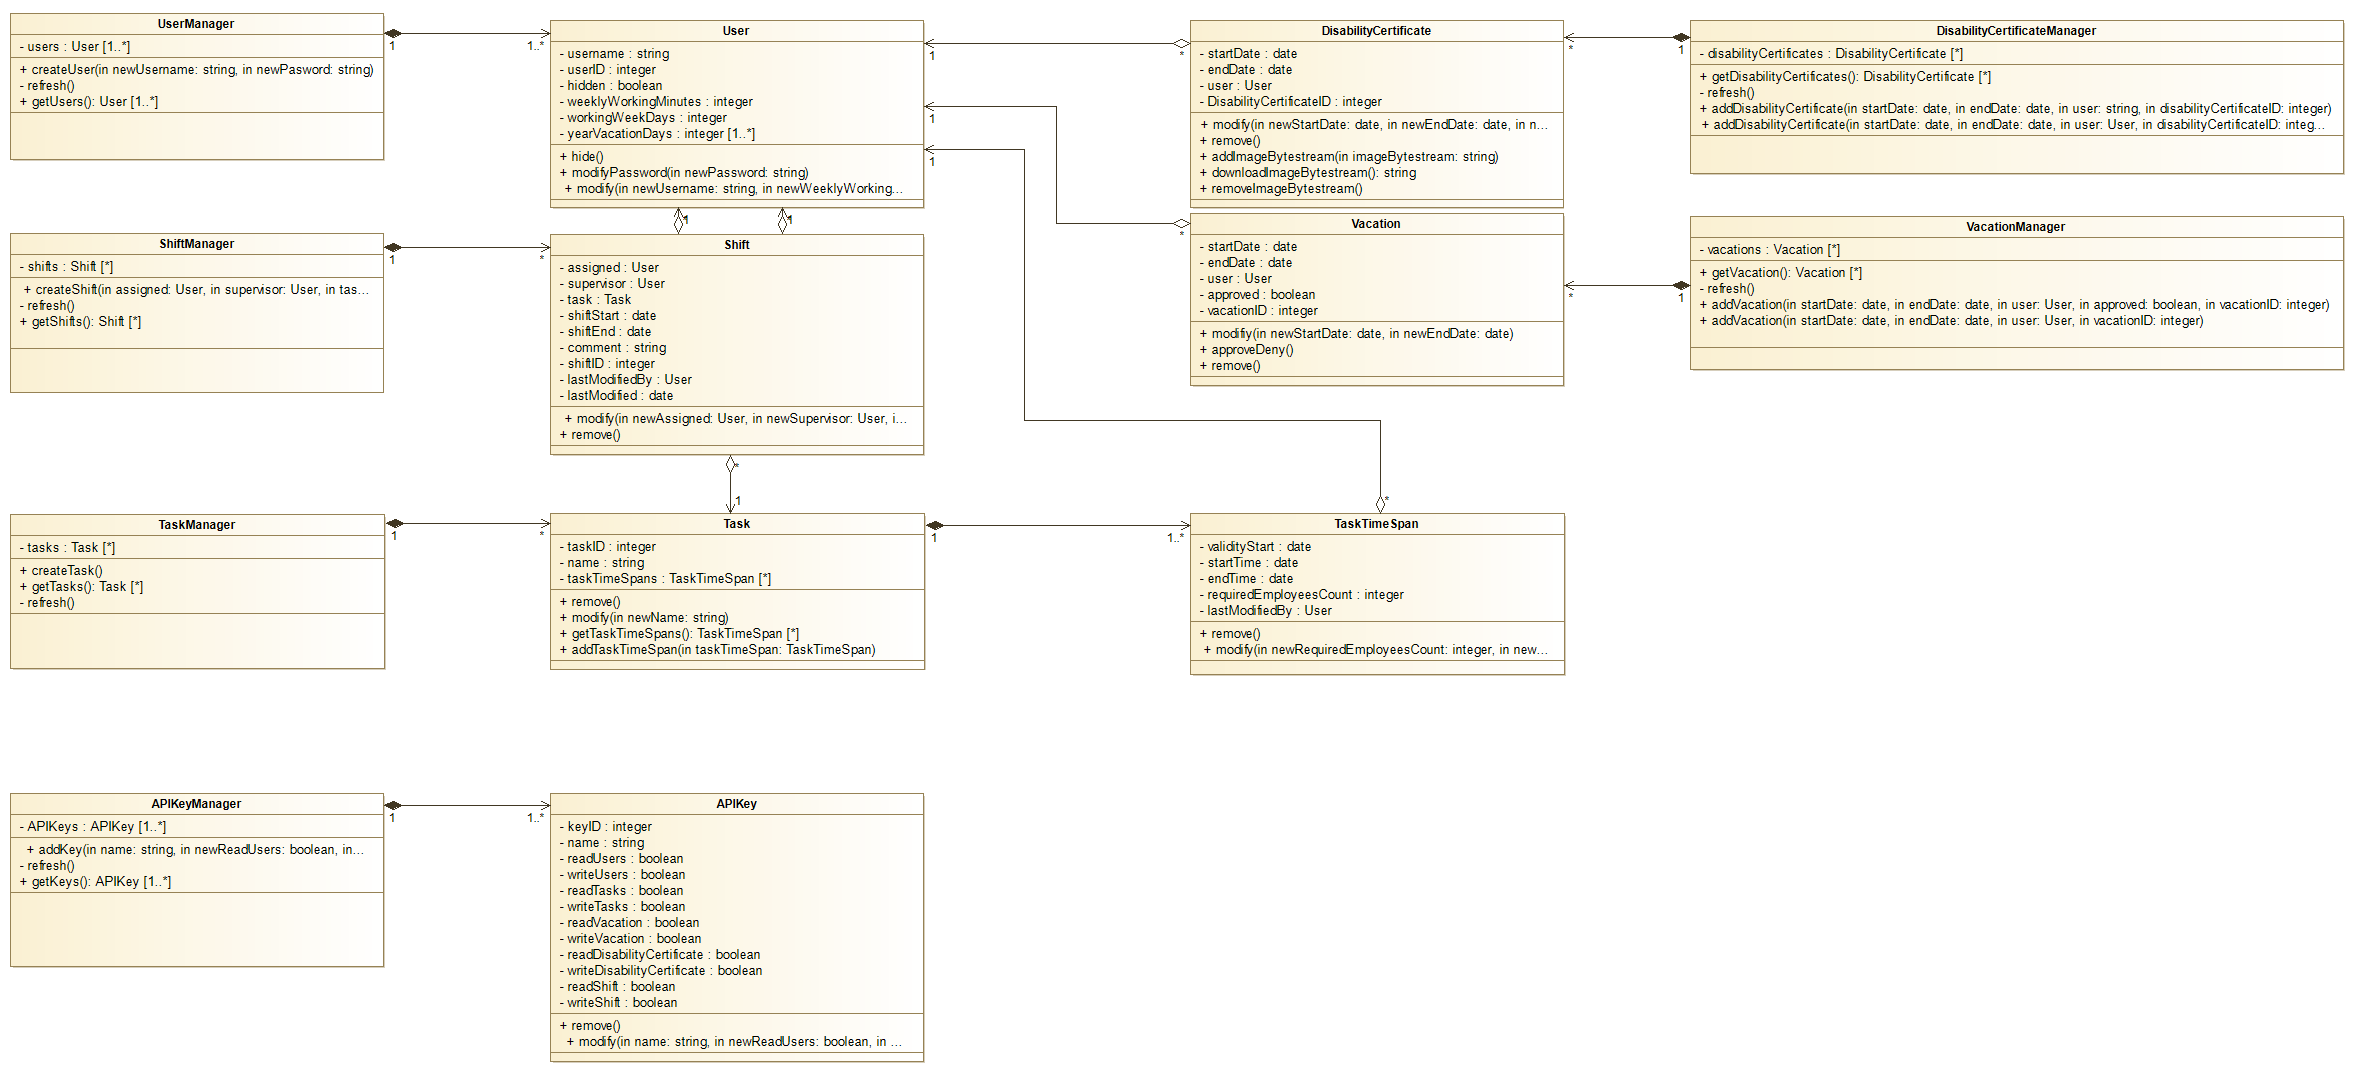 UserManager
- users : User [1..*]
+ createUser(in newUsername: string, in newPasword: string)
- refresh()
+ getUsers(): User [1..*]
1
1..*
User
- username : string
- userID : integer
- hidden : boolean
- weeklyWorkingMinutes : integer
- workingWeekDays : integer
- yearVacationDays : integer [1..*]
+ hide()
+ modifyPassword(in newPassword: string)
+ modify(in newUsername: string, in newWeeklyWorking...
1
*
1
1
DisabilityCertificate
- startDate : date
- endDate : date
- user : User
- DisabilityCertificateID : integer
+ modify(in newStartDate: date, in newEndDate: date, in n...
+ remove()
+ addImageBytestream(in imageBytestream: string)
+ downloadImageBytestream(): string
+ removeImageBytestream()
*
1
DisabilityCertificateManager
- disabilityCertificates : DisabilityCertificate [*]
+ getDisabilityCertificates(): DisabilityCertificate [*]
- refresh()
+ addDisabilityCertificate(in startDate: date, in endDate: date, in user: string, in disabilityCertificateID: integer)
+ addDisabilityCertificate(in startDate: date, in endDate: date, in user: User, in disabilityCertificateID: integ...
ShiftManager
- shifts : Shift [*]
+ createShift(in assigned: User, in supervisor: User, in tas...
- refresh()
+ getShifts(): Shift [*]
1
*
1
1
Shift
- assigned : User
- supervisor : User
- task : Task
- shiftStart : date
- shiftEnd : date
- comment : string
- shiftID : integer
- lastModifiedBy : User
- lastModified : date
+ modify(in newAssigned: User, in newSupervisor: User, i...
+ remove()
*
1
*
Vacation
- startDate : date
- endDate : date
- user : User
- approved : boolean
- vacationID : integer
+ modify(in newStartDate: date, in newEndDate: date)
+ approveDeny()
+ remove()
*
1
VacationManager
- vacations : Vacation [*]
+ getVacation(): Vacation [*]
- refresh()
+ addVacation(in startDate: date, in endDate: date, in user: User, in approved: boolean, in vacationID: integer)
+ addVacation(in startDate: date, in endDate: date, in user: User, in vacationID: integer)
TaskManager
- tasks : Task [*]
+ createTask()
+ getTasks(): Task [*]
- refresh()
1
*
Task
- taskID : integer
- name : string
- taskTimeSpans : TaskTimeSpan [*]
+ remove()
+ modify(in newName: string)
+ getTaskTimeSpans(): TaskTimeSpan [*]
+ addTaskTimeSpan(in taskTimeSpan: TaskTimeSpan)
1
1..*
*
TaskTimeSpan
- validityStart : date
- startTime : date
- endTime : date
- requiredEmployeesCount : integer
- lastModifiedBy : User
+ remove()
+ modify(in newRequiredEmployeesCount: integer, in new...
APIKeyManager
- APIKeys : APIKey [1..*]
+ addKey(in name: string, in newReadUsers: boolean, in...
- refresh()
+ getKeys(): APIKey [1..*]
1
1..*
APIKey
- keyID : integer
- name : string
- readUsers : boolean
- writeUsers : boolean
- readTasks : boolean
- writeTasks : boolean
- readVacation : boolean
- writeVacation : boolean
- readDisabilityCertificate : boolean
- writeDisabilityCertificate : boolean
- readShift : boolean
- writeShift : boolean
+ remove()
+ modify(in name: string, in newReadUsers: boolean, in ...